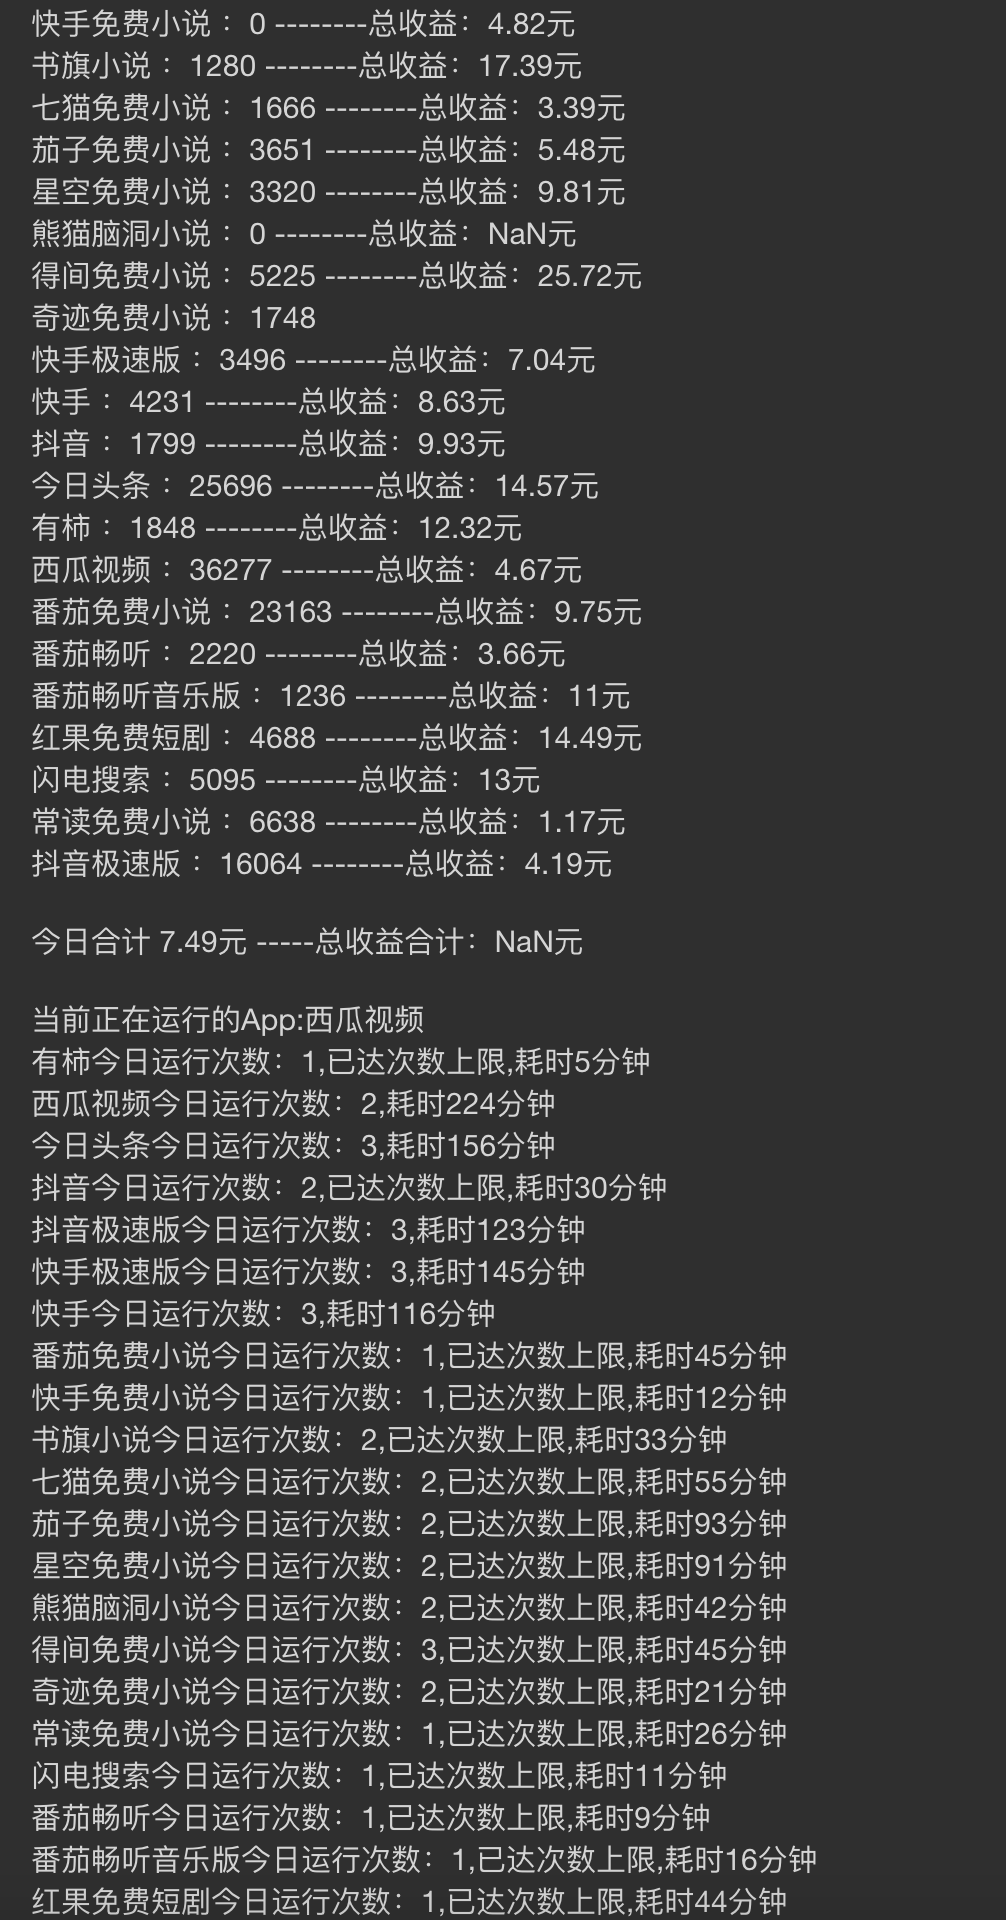 快手免费小说 ：0 --------总收益：4.82元
书旗小说 ：1280 --------总收益：17.39元
七猫免费小说 ：1666 --------总收益：3.39元
茄子免费小说 ：3651 --------总收益：5.48元
星空免费小说 ：3320 --------总收益：9.81元
熊猫脑洞小说 ：0 --------总收益：NaN元
得间免费小说 ：5225 --------总收益：25.72元
奇迹免费小说 ：1748
快手极速版 ：3496 --------总收益：7.04元
快手 ：4231 --------总收益：8.63元
抖音 ：1799 --------总收益：9.93元
今日头条 ：25696 --------总收益：14.57元
有柿 ：1848 --------总收益：12.32元
西瓜视频 ：36277 --------总收益：4.67元
番茄免费小说 ：23163 --------总收益：9.75元
番茄畅听 ：2220 --------总收益：3.66元
番茄畅听音乐版 ：1236 --------总收益：11元
红果免费短剧 ：4688 --------总收益：14.49元
闪电搜索 ：5095 --------总收益：13元
常读免费小说 ：6638 --------总收益：1.17元
抖音极速版 ：16064 --------总收益：4.19元
今日合计 7.49元 -----总收益合计：NaN元
当前正在运行的App:西瓜视频
有柿今日运行次数：1,已达次数上限,耗时5分钟
西瓜视频今日运行次数：2,耗时224分钟
今日头条今日运行次数：3,耗时156分钟
抖音今日运行次数：2,已达次数上限,耗时30分钟
抖音极速版今日运行次数：3,耗时123分钟
快手极速版今日运行次数：3,耗时145分钟
快手今日运行次数：3,耗时116分钟
番茄免费小说今日运行次数：1,已达次数上限,耗时45分钟
快手免费小说今日运行次数：1,已达次数上限,耗时12分钟
书旗小说今日运行次数：2,已达次数上限,耗时33分钟
七猫免费小说今日运行次数：2,已达次数上限,耗时55分钟
茄子免费小说今日运行次数：2,已达次数上限,耗时93分钟
星空免费小说今日运行次数：2,已达次数上限,耗时91分钟
熊猫脑洞小说今日运行次数：2,已达次数上限,耗时42分钟
得间免费小说今日运行次数：3,已达次数上限,耗时45分钟
奇迹免费小说今日运行次数：2,已达次数上限,耗时21分钟
常读免费小说今日运行次数：1,已达次数上限,耗时26分钟
闪电搜索今日运行次数：1,已达次数上限,耗时11分钟
番茄畅听今日运行次数：1,已达次数上限,耗时9分钟
番茄畅听音乐版今日运行次数：1,已达次数上限,耗时16分钟
红果免费短剧今日运行次数：1,已达次数上限,耗时44分钟